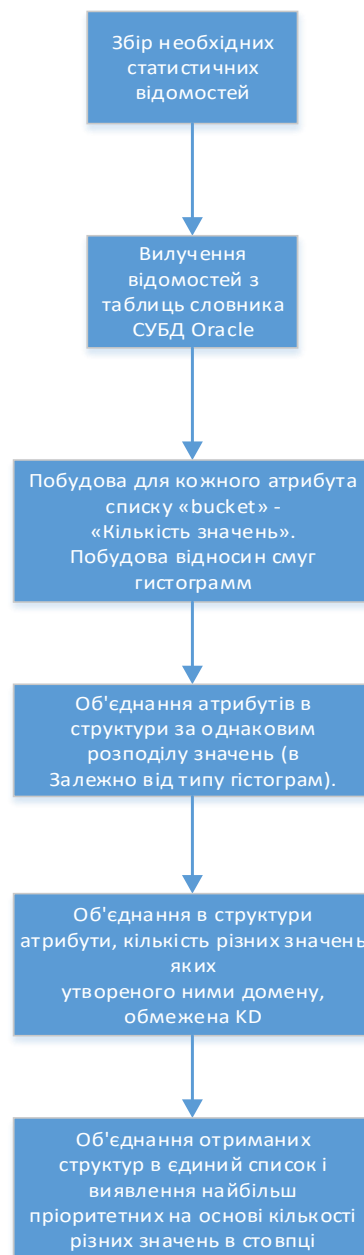 Збір необхідних
статистичних
відомостей
Вилучення
відомостей з
таблиць словника
СУБД Oracle
Побудова для кожного атрибута
списку «bucket» -
«Кількість значень».
Побудова відносин смуг
гистограмм
Об'єднання атрибутів в
структури за однаковим
розподілу значень (в
Залежно від типу гістограм).
Об'єднання в структури
атрибути, кількість різних значень
яких
утвореного ними домену,
обмежена KD
Об'єднання отриманих
структур в єдиний список і
виявлення найбільш
пріоритетних на основі кількості
різних значень в стовпці